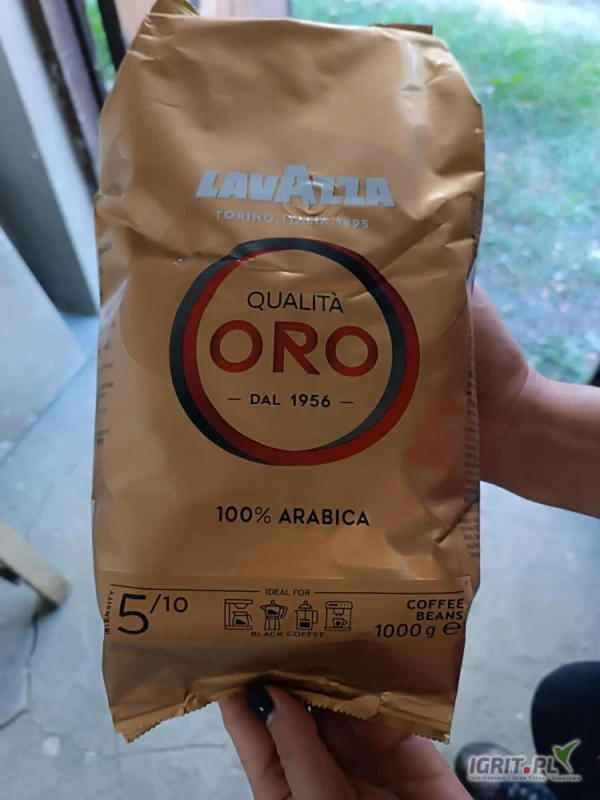 LAVAZZA
TORINO, ITALIA, 1895
QUALITÀ
ORO
— DAL 1956 —
100% ARABICA
INTENSITY
5/10
IDEAL FOR
BLACK COFFEE
COFFEE
BEANS
1000 g ℮
IGRIT.PL